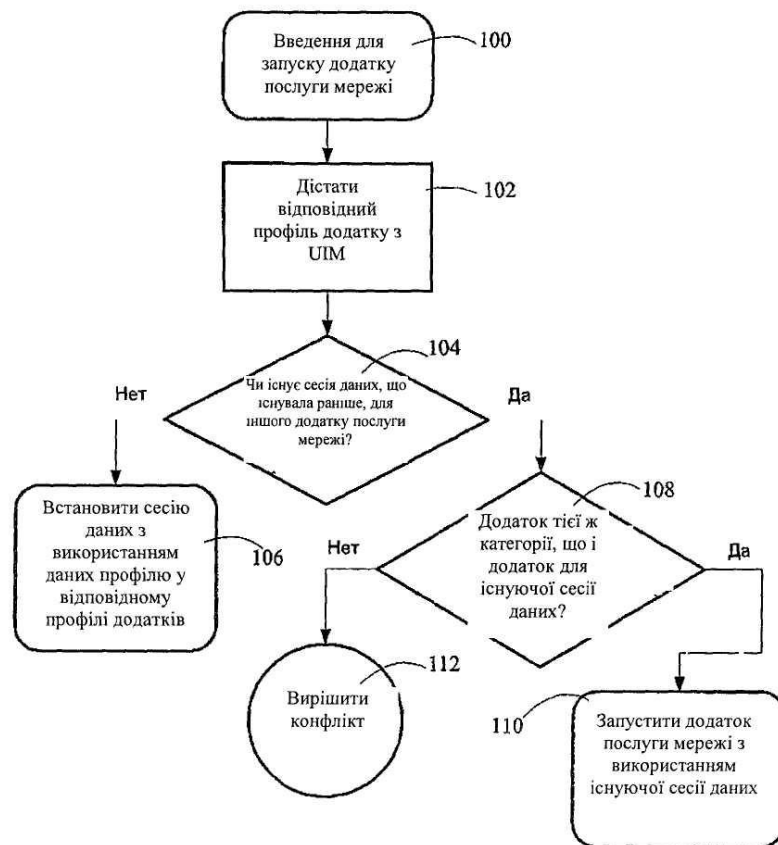 Введення для
запуску додатку
послуги мережі
100
Дістати
відповідний
профіль додатку з
UIM
102
104
Чи існує сесія даних, що
існувала раніше, для
іншого додатку послуги
мережі?
Нет
Да
Встановити сесію
даних з
використанням
даних профілю у
відповідному
профілі додатків
106
108
Додаток тієї ж
категорії, що і
додаток для
існуючої сесії
даних?
Нет
Да
112
Вирішити
конфлікт
110
Запустити додаток
послуги мережі з
використанням
існуючої сесії даних